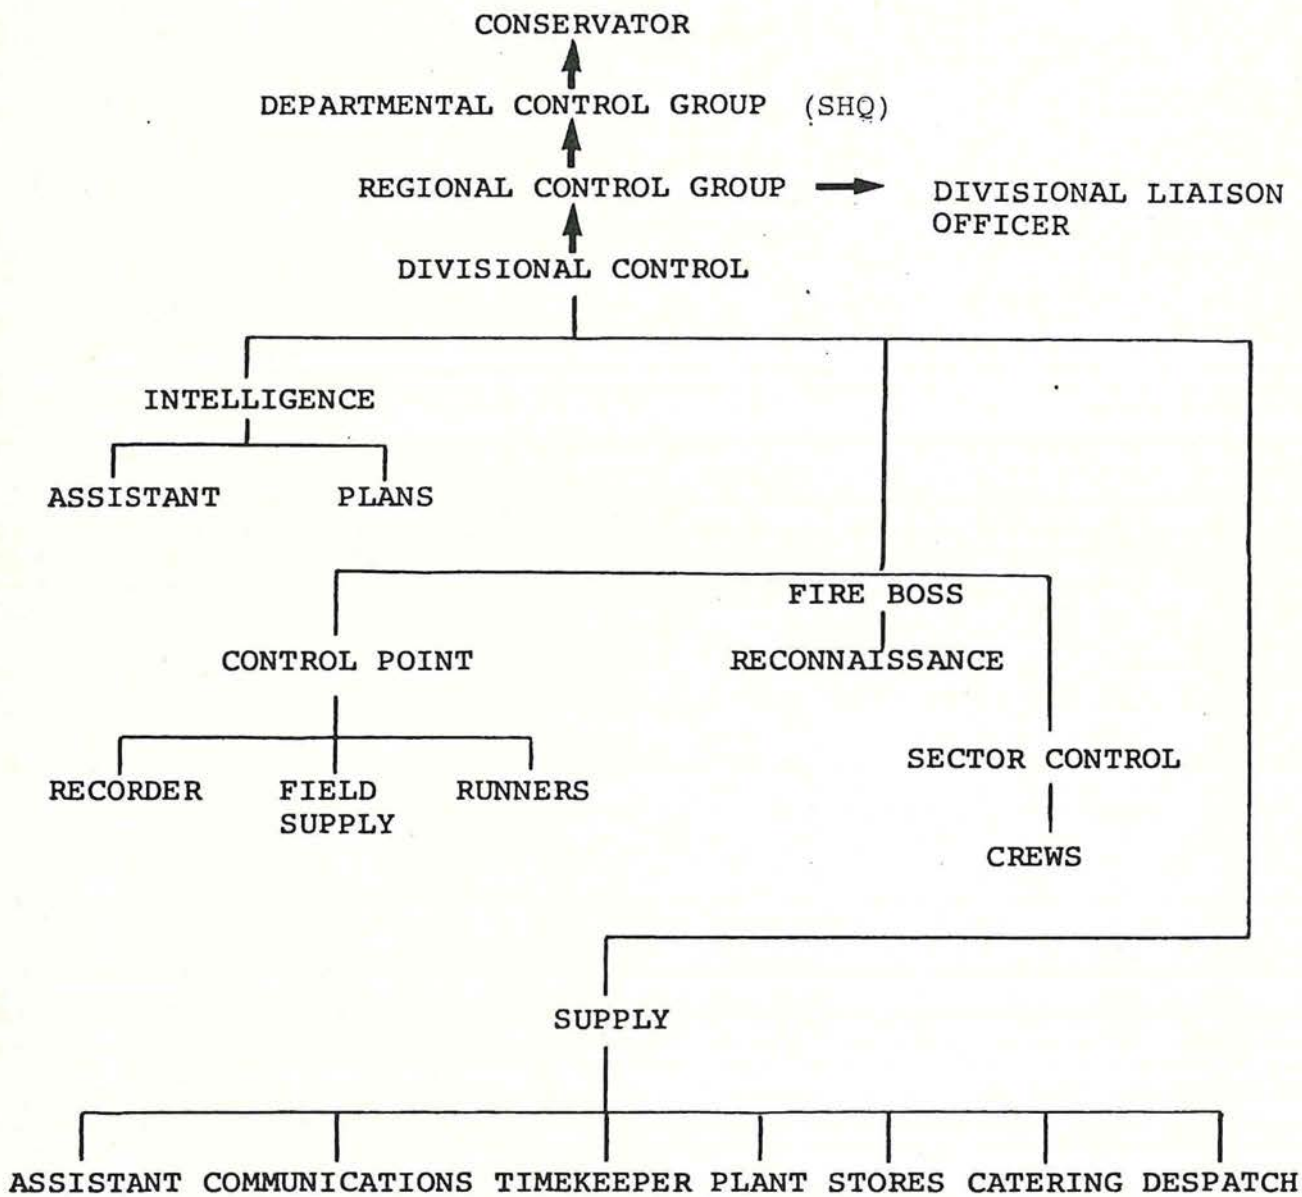 CONSERVATOR
DEPARTMENTAL CONTROL GROUP (SHQ)
REGIONAL CONTROL GROUP
DIVISIONAL LIAISON
OFFICER
DIVISIONAL CONTROL
INTELLIGENCE
ASSISTANT PLANS
FIRE BOSS
CONTROL POINT
RECONNAISSANCE
SECTOR CONTROL
RECORDER
FIELD
SUPPLY
RUNNERS
CREWS
SUPPLY
ASSISTANT COMMUNICATIONS TIMEKEEPER PLANT STORES CATERING DESPATCH